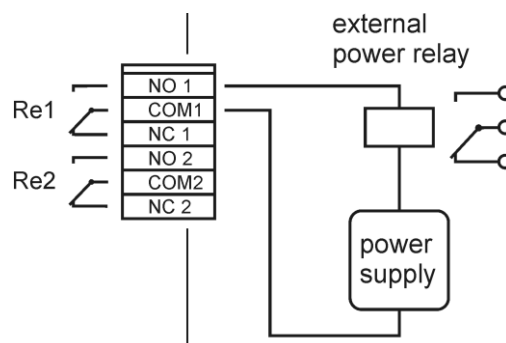 external
power relay
NO 1
Re1
COM1
NC 1
NO 2
Re2
COM2
NC 2
power
supply